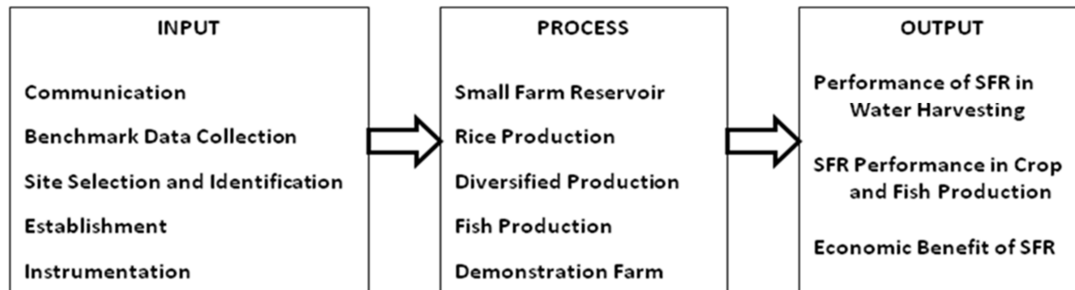 INPUT
Communication
Benchmark Data Collection
Site Selection and Identification
Establishment
Instrumentation
PROCESS
Small Farm Reservoir
Rice Production
Diversified Production
Fish Production
Demonstration Farm
OUTPUT
Performance of SFR in
Water Harvesting
SFR Performance in Crop
and Fish Production
Economic Benefit of SFR